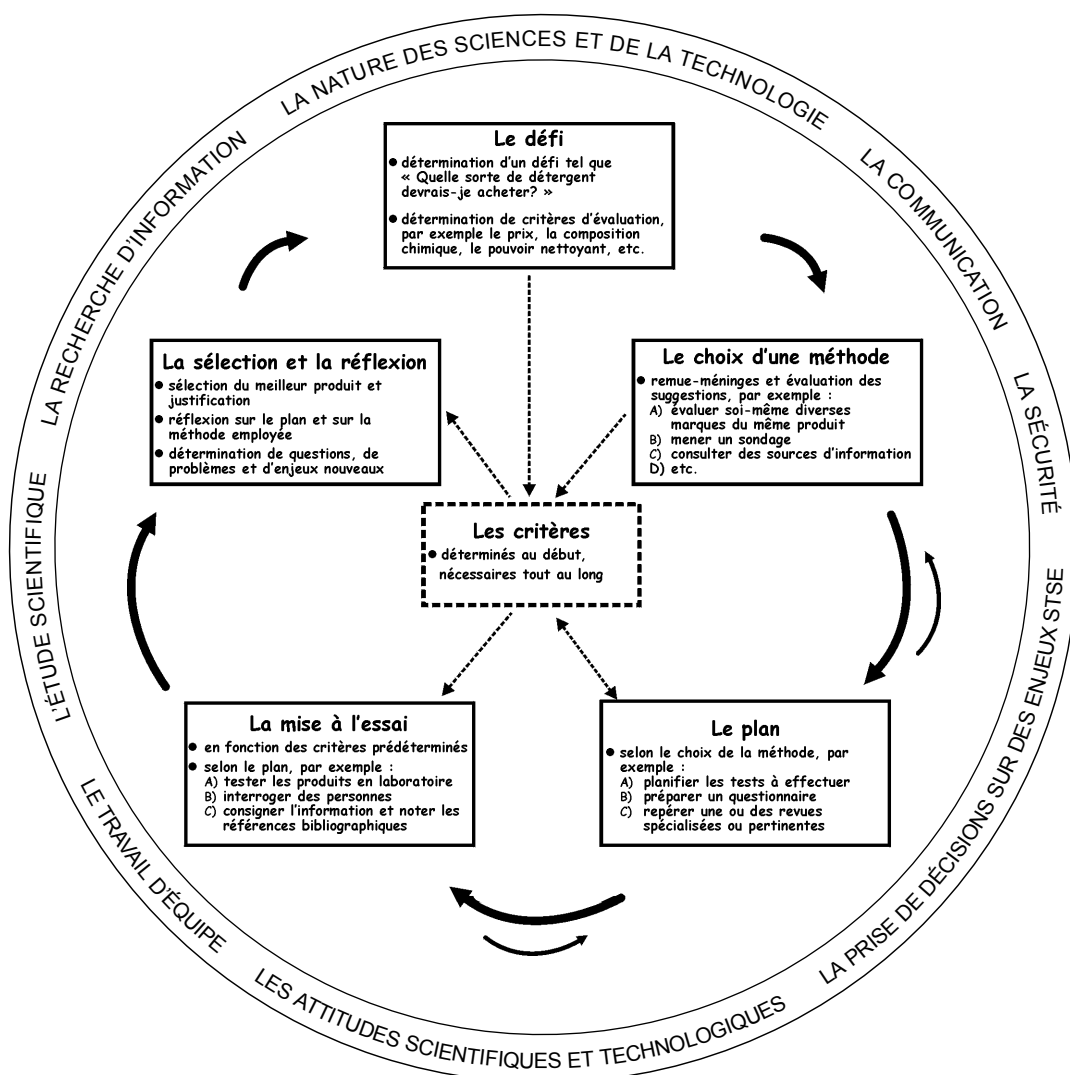 LA NATURE DES SCIENCES ET DE LA TECHNOLOGIE
LA COMMUNICATION
LA SÉCURITÉ
LA PRISE DE DÉCISIONS SUR DES ENJEUX STSE
LES ATTITUDES SCIENTIFIQUES ET TECHNOLOGIQUES
LE TRAVAIL D'ÉQUIPE
L'ÉTUDE SCIENTIFIQUE
LA RECHERCHE D'INFORMATION
Le défi
● détermination d'un défi tel que
« Quelle sorte de détergent
devrais-je acheter? »
● détermination de critères d'évaluation,
par exemple le prix, la composition
chimique, le pouvoir nettoyant, etc.
Le choix d'une méthode
● remue-méninges et évaluation des
suggestions, par exemple :
A) évaluer soi-même diverses
marques du même produit
B) mener un sondage
C) consulter des sources d'information
D) etc.
Le plan
● selon le choix de la méthode, par
exemple :
A) planifier les tests à effectuer
B) préparer un questionnaire
C) repérer une ou des revues
spécialisées ou pertinentes
La mise à l'essai
● en fonction des critères prédéterminés
● selon le plan, par exemple :
A) tester les produits en laboratoire
B) interroger des personnes
C) consigner l'information et noter les
références bibliographiques
La sélection et la réflexion
● sélection du meilleur produit et
justification
● réflexion sur le plan et sur la
méthode employée
● détermination de questions, de
problèmes et d'enjeux nouveaux
Les critères
● déterminés au début,
nécessaires tout au long